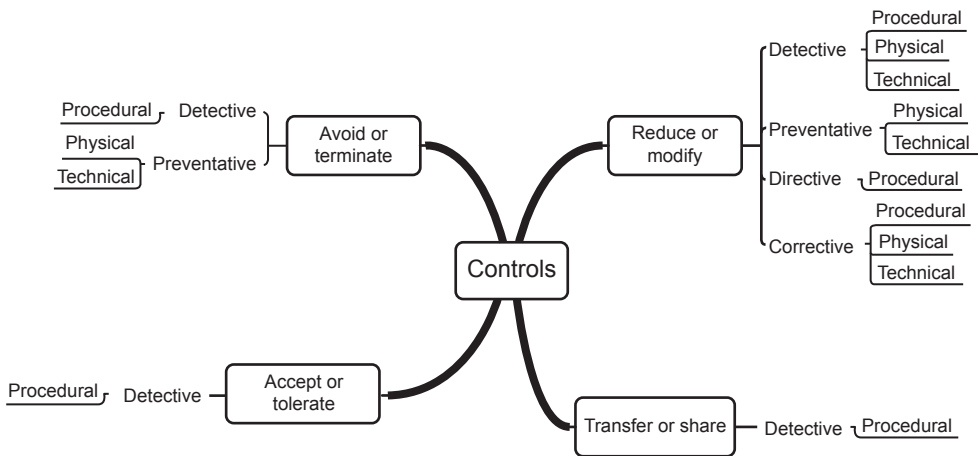 Procedural
Detective
Physical
Technical
Procedural
Detective
Avoid or
terminate
Physical
Preventative
Technical
Reduce or
modify
Preventative
Physical
Technical
Directive
Procedural
Corrective
Procedural
Physical
Technical
Controls
Procedural
Detective
Accept or
tolerate
Transfer or share
Detective
Procedural